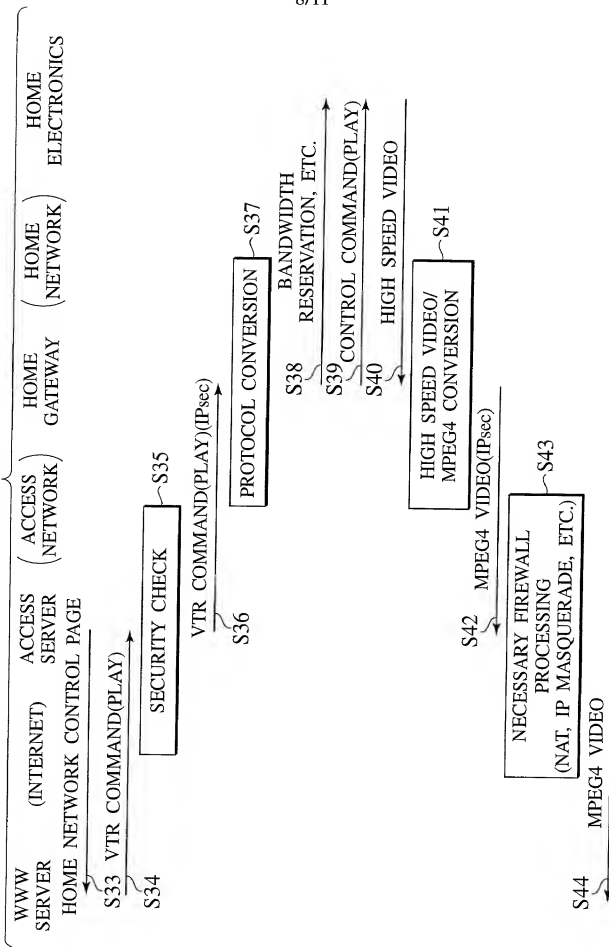 8/11
WWW
SERVER
(INTERNET)
ACCESS
SERVER
(ACCESS
NETWORK)
HOME
GATEWAY
(HOME
NETWORK)
HOME
ELECTRONICS
HOME NETWORK CONTROL PAGE
S33
VTR COMMAND(PLAY)
S34
SECURITY CHECK
S35
VTR COMMAND(PLAY)(IPsec)
S36
PROTOCOL CONVERSION
S37
BANDWIDTH
RESERVATION, ETC.
S38
CONTROL COMMAND(PLAY)
S39
HIGH SPEED VIDEO
S40
HIGH SPEED VIDEO/
MPEG4 CONVERSION
S41
MPEG4 VIDEO(IPsec)
S42
NECESSARY FIREWALL
PROCESSING
(NAT, IP MASQUERADE, ETC.)
S43
MPEG4 VIDEO
S44